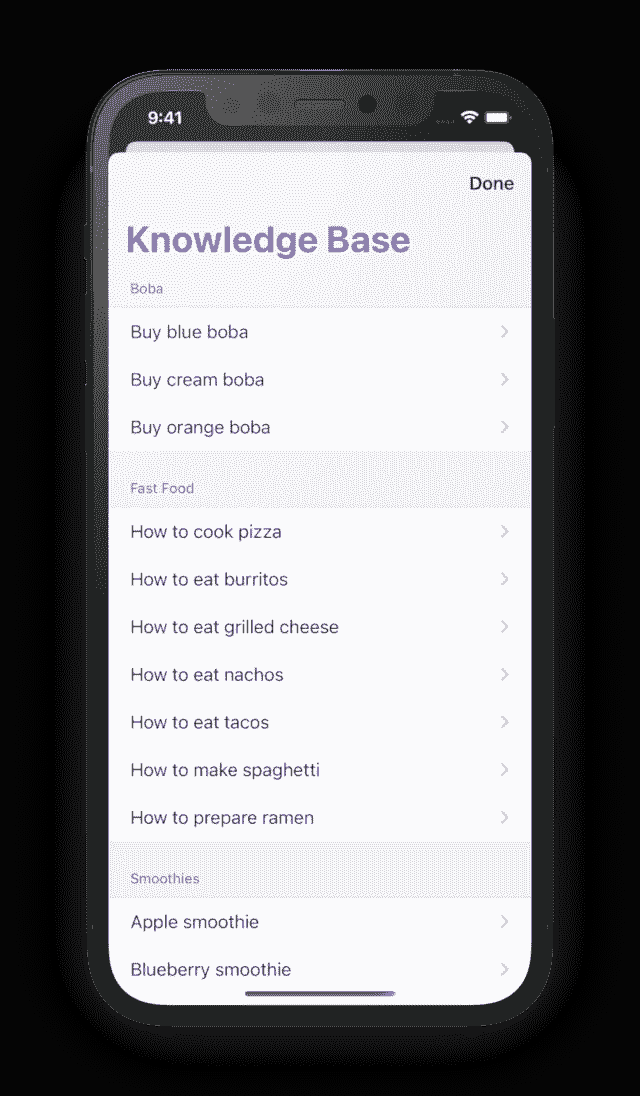 9:41
Done
Knowledge Base
Boba
Buy blue boba
Buy cream boba
Buy orange boba
Fast Food
How to cook pizza
How to eat burritos
How to eat grilled cheese
How to eat nachos
How to eat tacos
How to make spaghetti
How to prepare ramen
Smoothies
Apple smoothie
Blueberry smoothie